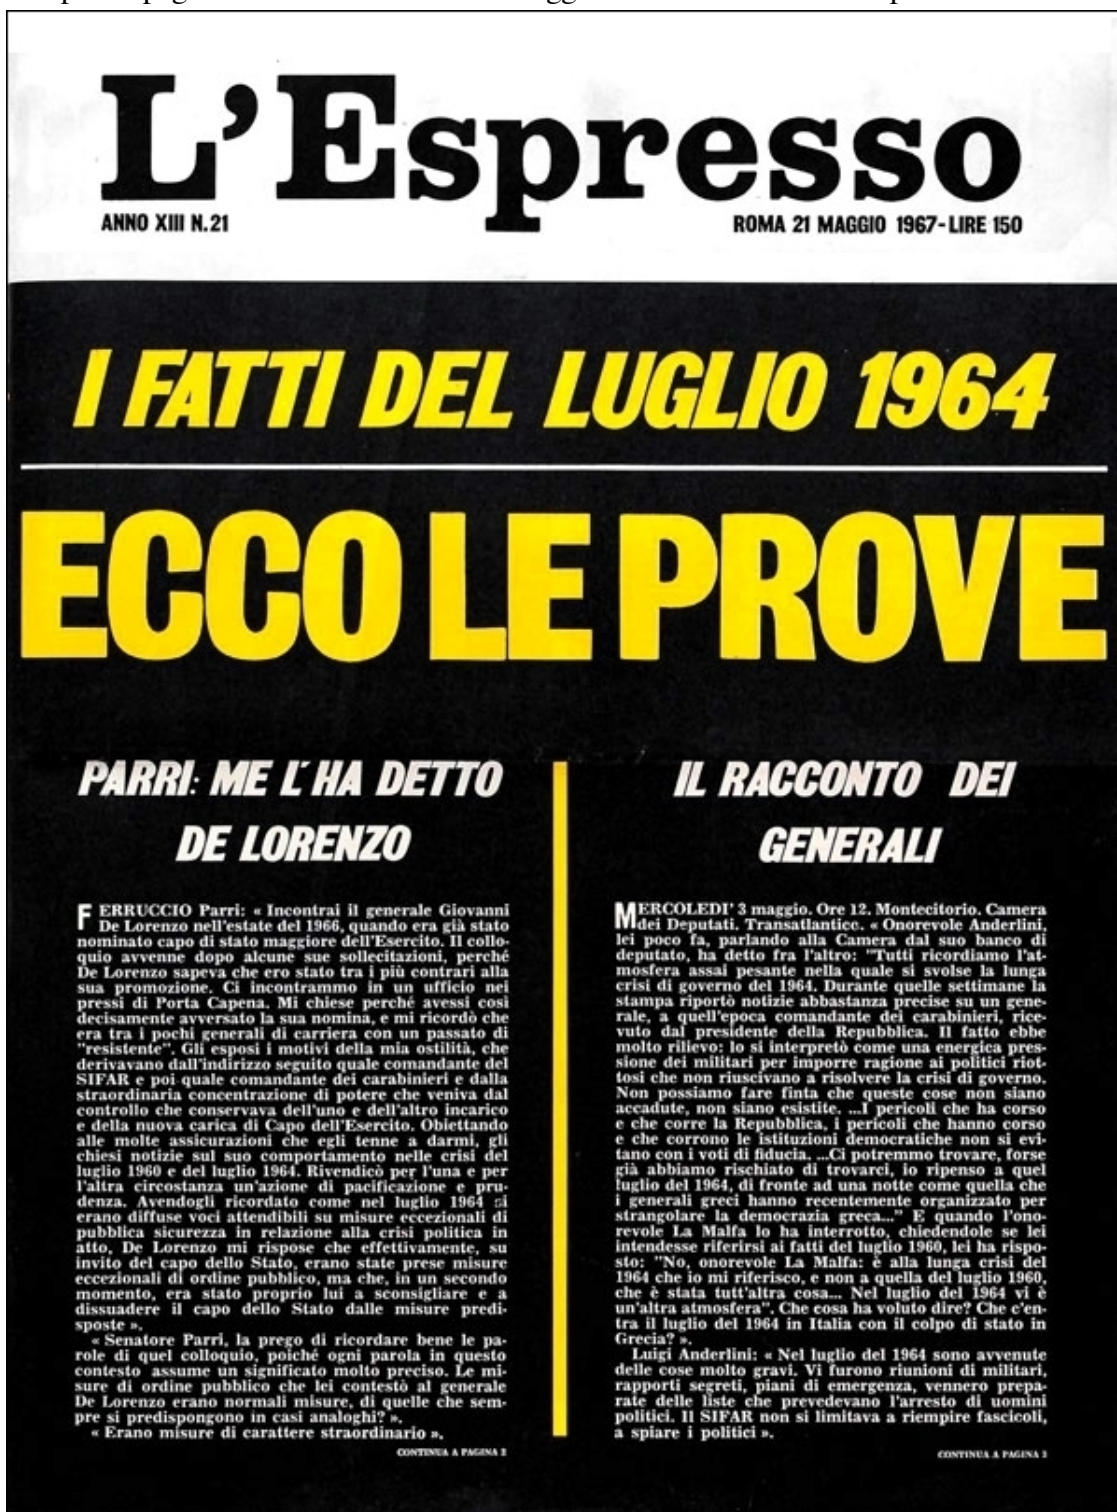 L'Espresso
ANNO XIII N.21
ROMA 21 MAGGIO 1967-LIRE 150
I FATTI DEL LUGLIO 1964
ECCO LE PROVE
PARRI: ME L'HA DETTO
DE LORENZO
FERRUCCIO Parri: « Incontrai il generale Giovanni
De Lorenzo nell'estate del 1966, quando era già stato
nominato capo di stato maggiore dell'Esercito. Il collo-
quio avvenne dopo alcune sue sollecitazioni, perché
De Lorenzo sapeva che ero stato tra i più contrari alla
sua promozione. Ci incontrammo in un ufficio nei
pressi di Porta Capena. Mi chiese perché avessi così
decisamente avversato la sua nomina, e mi ricordò che
era tra i pochi generali di carriera con un passato di
"resistente". Gli esposi i motivi della mia ostilità, che
derivavano dall'indirizzo seguito quale comandante del
SIFAR e poi quale comandante dei carabinieri e dalla
straordinaria concentrazione di potere che veniva dal
controllo che conservava dell'uno e dell'altro incarico
e della nuova carica di Capo dell'Esercito. Obiettando
alle molte assicurazioni che egli tenne a darmi, gli
chiesi notizie sul suo comportamento nelle crisi del
luglio 1960 e del luglio 1964. Rivendicò per l'una e per
l'altra circostanza un'azione di pacificazione e pru-
denza. Avendogli ricordato come nel luglio 1964 si
erano diffuse voci attendibili su misure eccezionali di
pubblica sicurezza in relazione alla crisi politica in
atto, De Lorenzo mi rispose che effettivamente, su
invito del capo dello Stato, erano state prese misure
eccezionali di ordine pubblico, ma che, in un secondo
momento, era stato proprio lui a sconsigliare e a
dissuadere il capo dello Stato dalle misure predi-
sposte ».
« Senatore Parri, la prego di ricordare bene le pa-
role di quel colloquio, poiché ogni parola in questo
contesto assume un significato molto preciso. Le mi-
sure di ordine pubblico che lei contestò al generale
De Lorenzo erano normali misure, di quelle che sem-
pre si predispongono in casi analoghi? ».
« Erano misure di carattere straordinario ».
CONTINUA A PAGINA 2
IL RACCONTO DEI
GENERALI
MERCOLEDI' 3 maggio. Ore 12. Montecitorio. Camera
dei Deputati. Transatlantico. « Onorevole Anderlini,
lei poco fa, parlando alla Camera dal suo banco di
deputato, ha detto fra l'altro: "Tutti ricordiamo l'at-
mosfera assai pesante nella quale si svolse la lunga
crisi di governo del 1964. Durante quelle settimane la
stampa riportò notizie abbastanza precise su un gene-
rale, a quell'epoca comandante dei carabinieri, rice-
vuto dal presidente della Repubblica. Il fatto ebbe
molto rilievo: lo si interpretò come una energica pres-
sione dei militari per imporre ragione ai politici riot-
tosi che non riuscivano a risolvere la crisi di governo.
Non possiamo fare finta che queste cose non siano
accadute, non siano esistite. ...I pericoli che ha corso
e che corre la Repubblica, i pericoli che hanno corso
e che corrono le istituzioni democratiche non si evi-
tano con i voti di fiducia. ...Ci potremmo trovare, forse
già abbiamo rischiato di trovarci, io ripenso a quel
luglio del 1964, di fronte ad una notte come quella che
i generali greci hanno recentemente organizzato per
strangolare la democrazia greca..." E quando l'ono-
revole La Malfa lo ha interrotto, chiedendole se lei
intendesse riferirsi ai fatti del luglio 1960, lei ha rispo-
sto: "No, onorevole La Malfa: è alla lunga crisi del
1964 che io mi riferisco, e non a quella del luglio 1960,
che è stata tutt'altra cosa... Nel luglio del 1964 vi è
un'altra atmosfera". Che cosa ha voluto dire? Che c'en-
tra il luglio del 1964 in Italia con il colpo di stato in
Grecia? ».
Luigi Anderlini: « Nel luglio del 1964 sono avvenute
delle cose molto gravi. Vi furono riunioni di militari,
rapporti segreti, piani di emergenza, vennero prepa-
rate delle liste che prevedevano l'arresto di uomini
politici. Il SIFAR non si limitava a riempire fascicoli,
a spiare i politici ».
CONTINUA A PAGINA 3